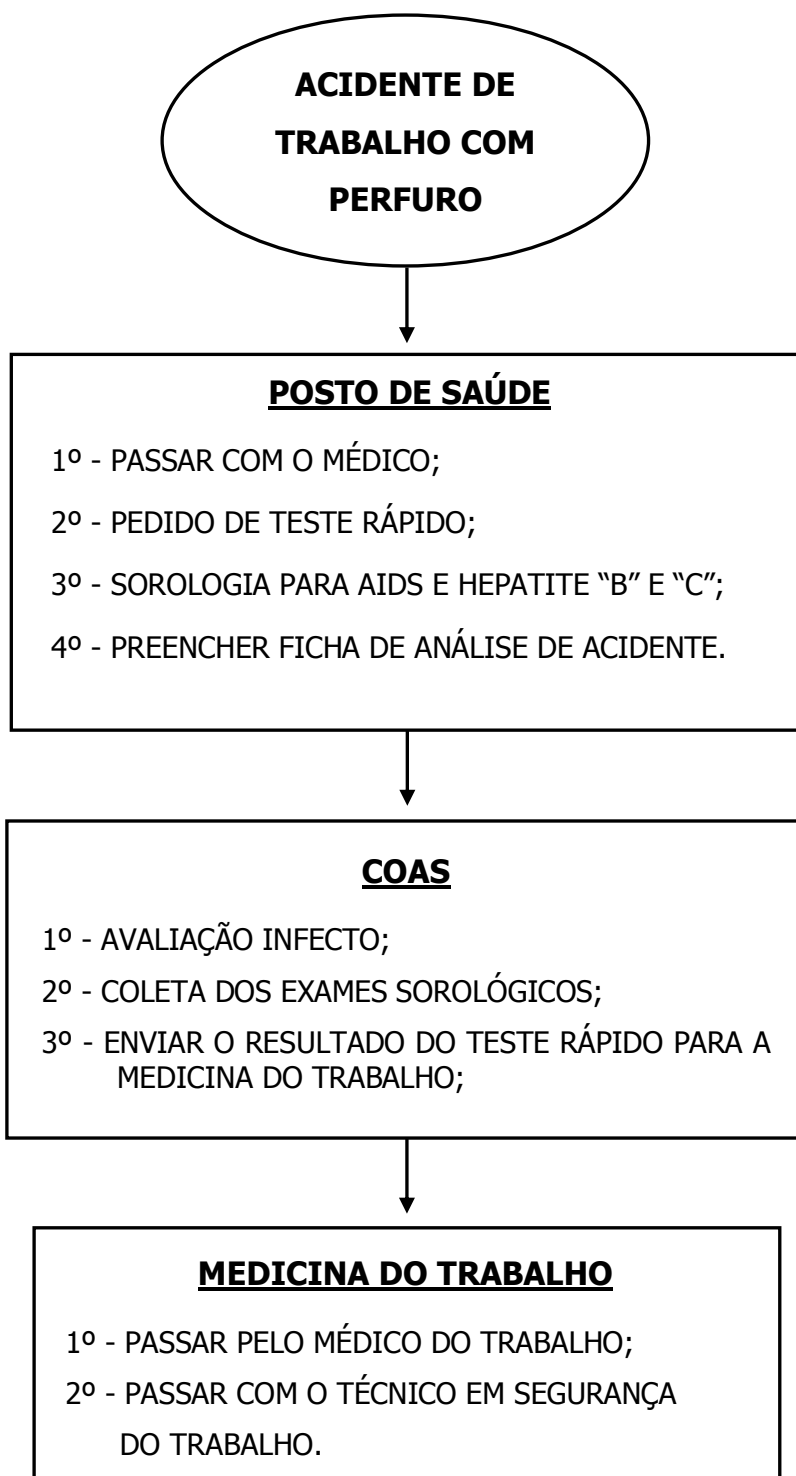 ACIDENTE DE
TRABALHO COM
PERFURO
POSTO DE SAÚDE
1º - PASSAR COM O MÉDICO;
2º - PEDIDO DE TESTE RÁPIDO;
3º - SOROLOGIA PARA AIDS E HEPATITE “B” E “C”;
4º - PREENCHER FICHA DE ANÁLISE DE ACIDENTE.
COAS
1º - AVALIAÇÃO INFECTO;
2º - COLETA DOS EXAMES SOROLÓGICOS;
3º - ENVIAR O RESULTADO DO TESTE RÁPIDO PARA A
MEDICINA DO TRABALHO;
MEDICINA DO TRABALHO
1º - PASSAR PELO MÉDICO DO TRABALHO;
2º - PASSAR COM O TÉCNICO EM SEGURANÇA
DO TRABALHO.